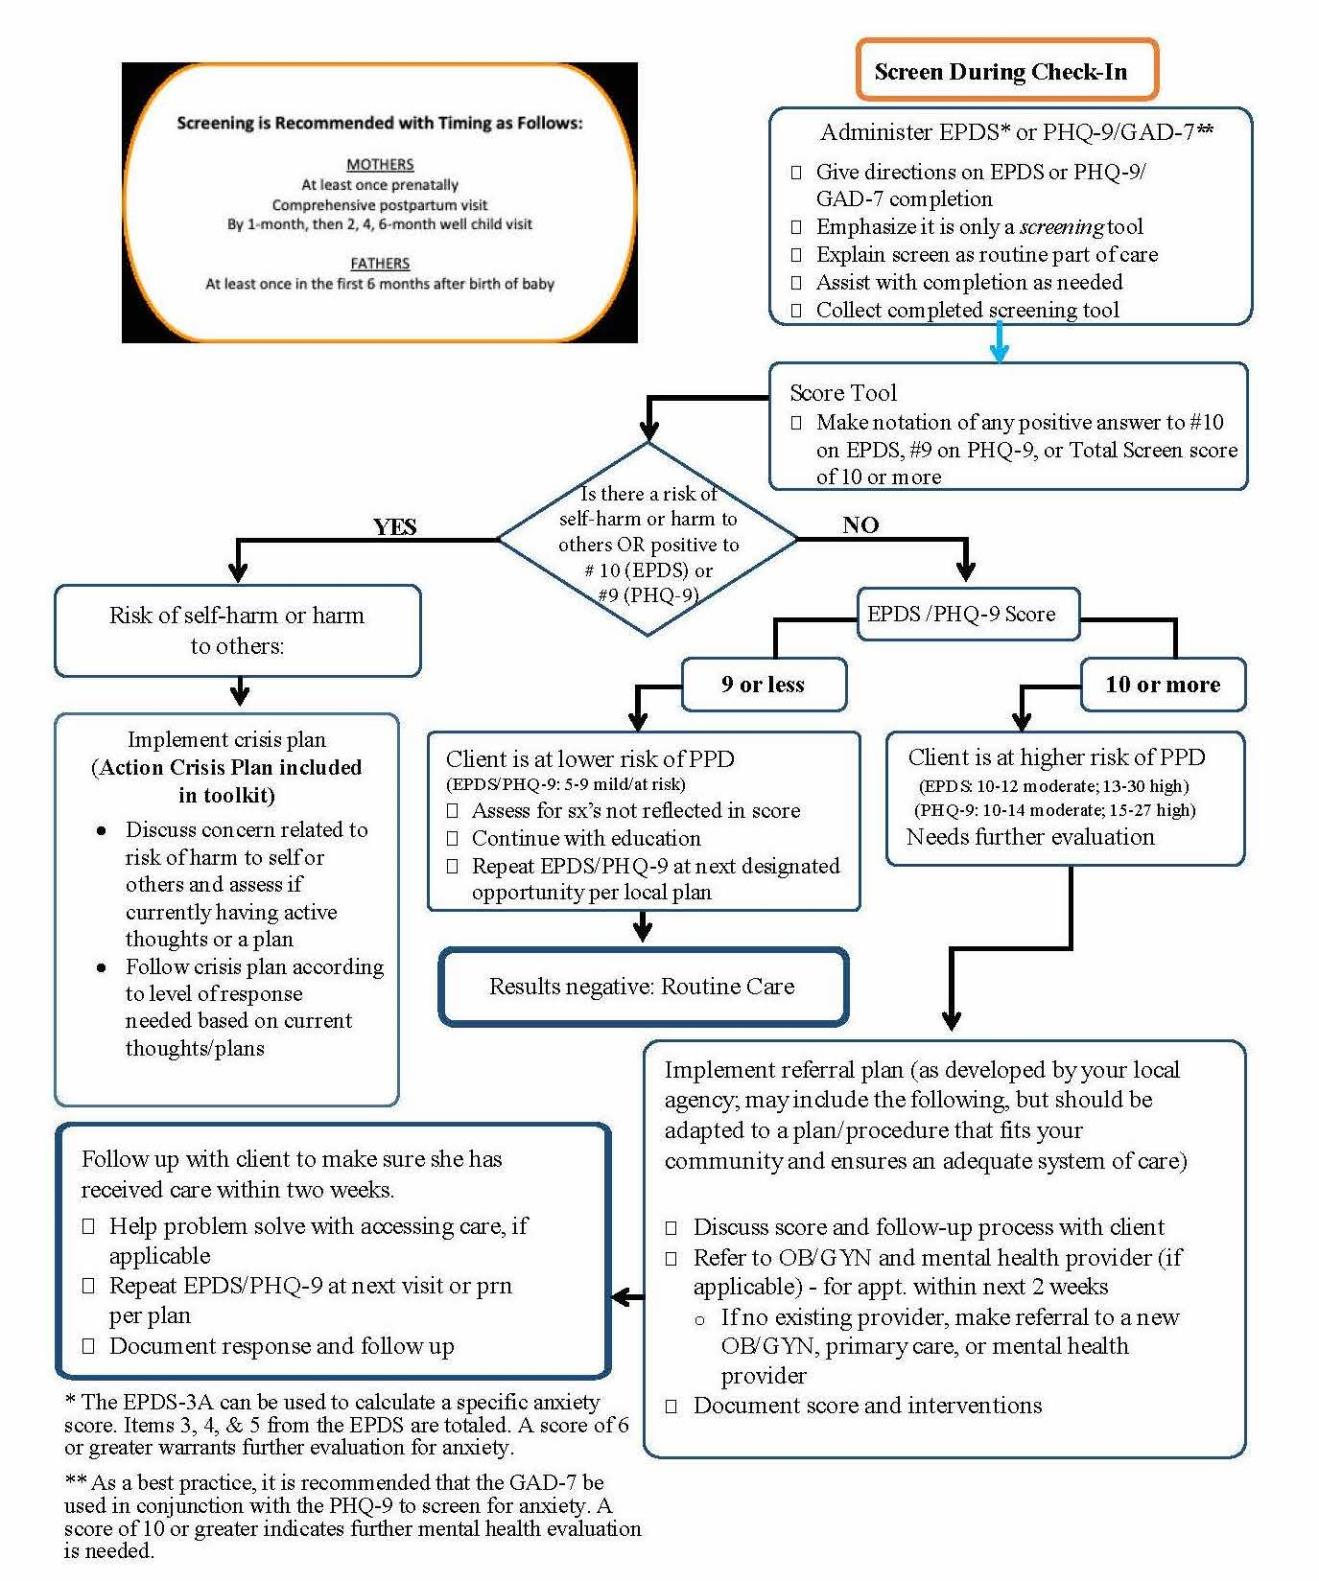 Screening is Recommended with Timing as Follows:
MOTHERS
At least once prenatally
Comprehensive postpartum visit
By 1-month, then 2, 4, 6-month well child visit
FATHERS
At least once in the first 6 months after birth of baby
Screen During Check-In
Administer EPDS* or PHQ-9/GAD-7**
Give directions on EPDS or PHQ-9/
GAD-7 completion
Emphasize it is only a screening tool
Explain screen as routine part of care
Assist with completion as needed
Collect completed screening tool
Score Tool
Make notation of any positive answer to #10
on EPDS, #9 on PHQ-9, or Total Screen score
of 10 or more
Is there a risk of
self-harm or harm to
others OR positive to
# 10 (EPDS) or
#9 (PHQ-9)
YES
NO
Risk of self-harm or harm
to others:
Implement crisis plan
(Action Crisis Plan included
in toolkit)
• Discuss concern related to
risk of harm to self or
others and assess if
currently having active
thoughts or a plan
• Follow crisis plan according
to level of response
needed based on current
thoughts/plans
EPDS /PHQ-9 Score
9 or less
10 or more
Client is at lower risk of PPD
(EPDS/PHQ-9: 5-9 mild/at risk)
Assess for sx's not reflected in score
Continue with education
Repeat EPDS/PHQ-9 at next designated
opportunity per local plan
Results negative: Routine Care
Client is at higher risk of PPD
(EPDS: 10-12 moderate; 13-30 high)
(PHQ-9: 10-14 moderate; 15-27 high)
Needs further evaluation
Implement referral plan (as developed by your local
agency; may include the following, but should be
adapted to a plan/procedure that fits your
community and ensures an adequate system of care)
Discuss score and follow-up process with client
Refer to OB/GYN and mental health provider (if
applicable) - for appt. within next 2 weeks
o If no existing provider, make referral to a new
OB/GYN, primary care, or mental health
provider
Document score and interventions
Follow up with client to make sure she has
received care within two weeks.
Help problem solve with accessing care, if
applicable
Repeat EPDS/PHQ-9 at next visit or prn
per plan
Document response and follow up
* The EPDS-3A can be used to calculate a specific anxiety
score. Items 3, 4, & 5 from the EPDS are totaled. A score of 6
or greater warrants further evaluation for anxiety.
** As a best practice, it is recommended that the GAD-7 be
used in conjunction with the PHQ-9 to screen for anxiety. A
score of 10 or greater indicates further mental health evaluation
is needed.